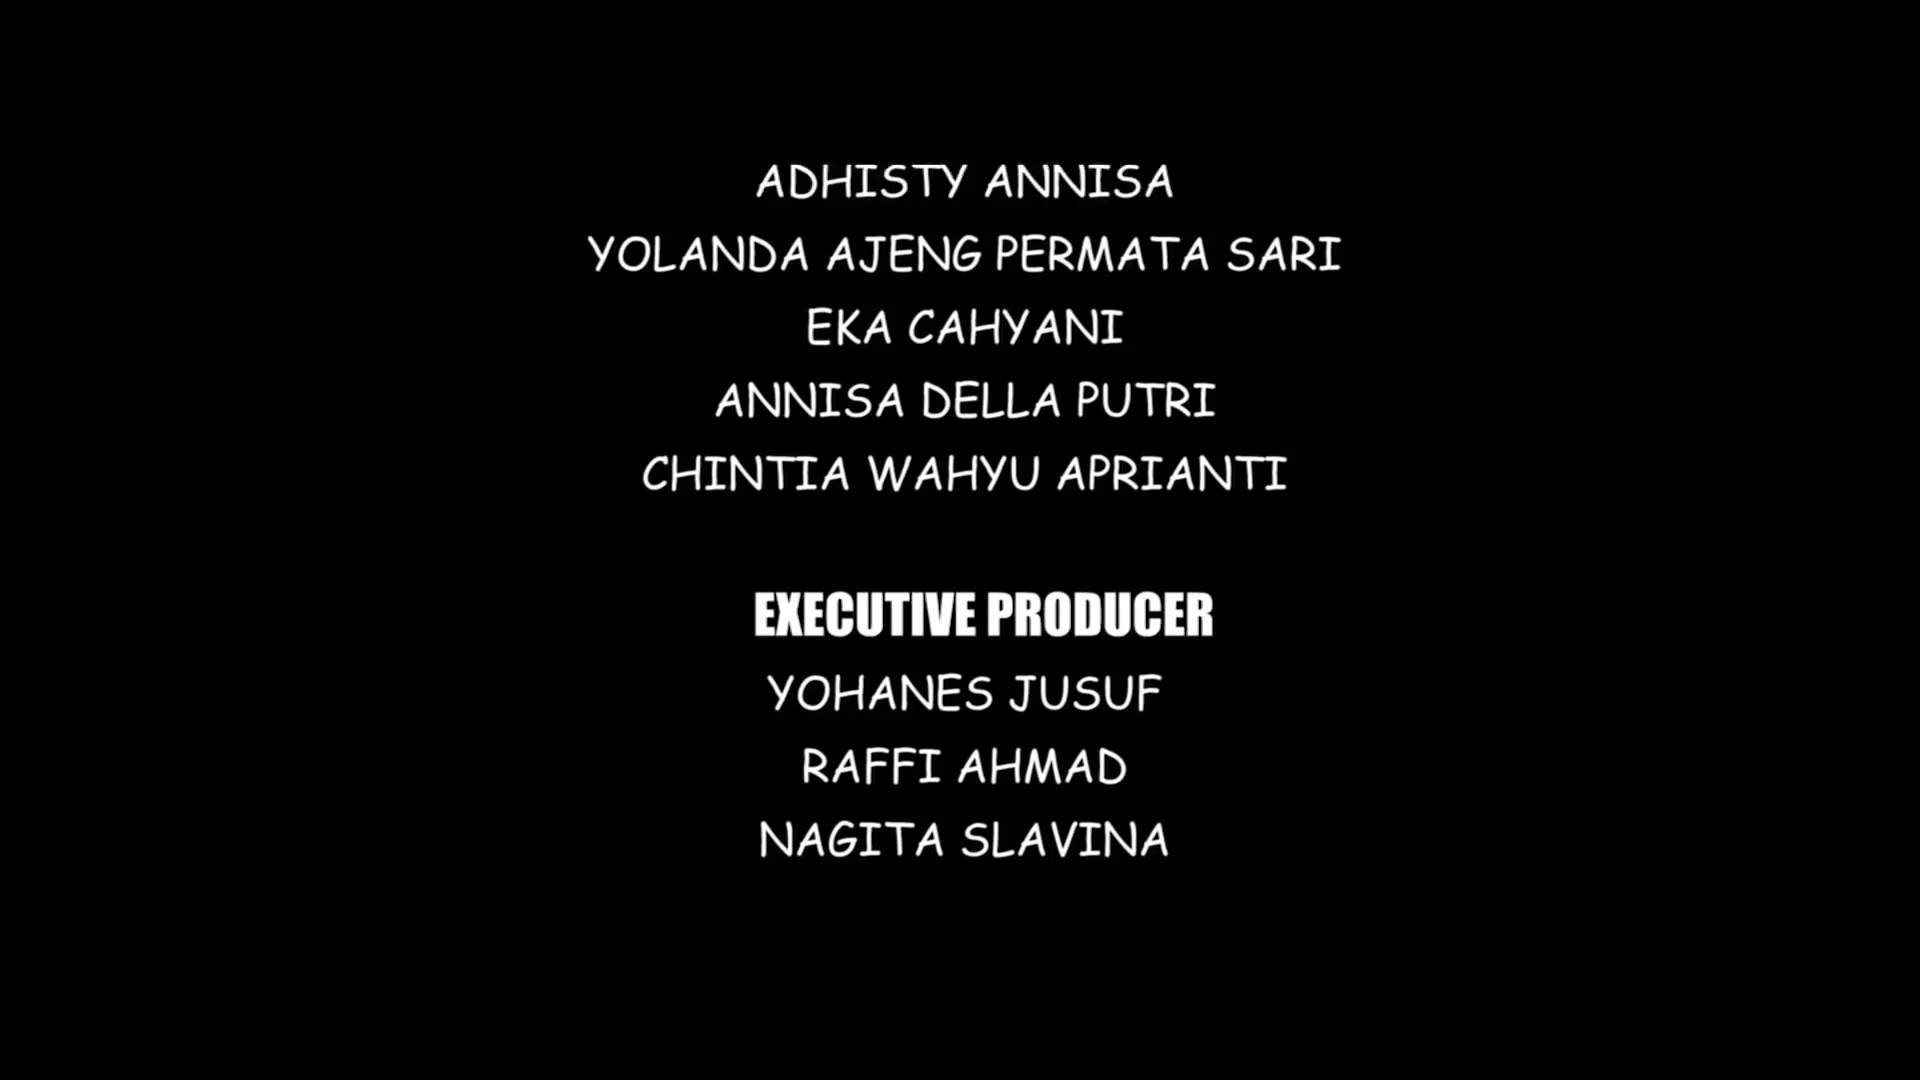 ADHISTY ANNISA
YOLANDA AJENG PERMATA SARI
EKA CAHYANI
ANNISA DELLA PUTRI
CHINTIA WAHYU APRIANTI
EXECUTIVE PRODUCER
YOHANES JUSUF
RAFFI AHMAD
NAGITA SLAVINA